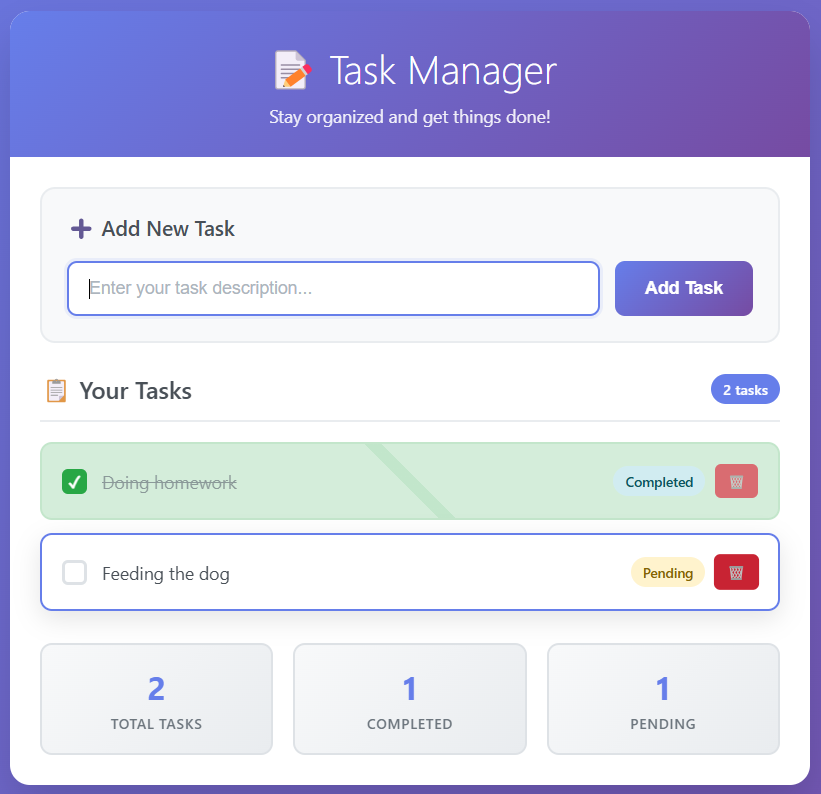 Task Manager
Stay organized and get things done!
Add New Task
Enter your task description...
Add Task
Your Tasks
2 tasks
Doing homework
Completed
Feeding the dog
Pending
2
TOTAL TASKS
1
COMPLETED
1
PENDING